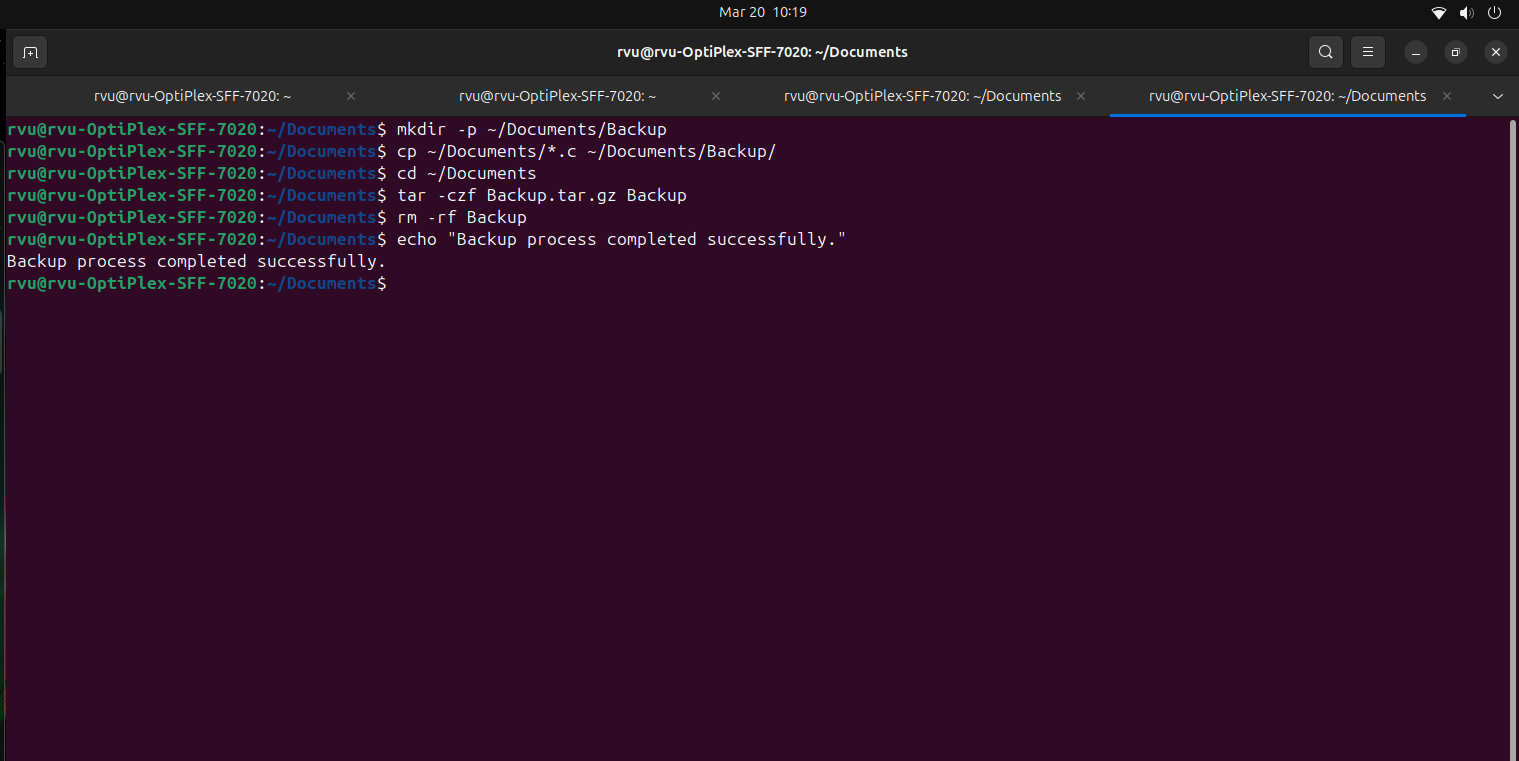 Mar 20 10:19
rvu@rvu-OptiPlex-SFF-7020: ~/Documents
rvu@rvu-OptiPlex-SFF-7020: ~
rvu@rvu-OptiPlex-SFF-7020: ~
rvu@rvu-OptiPlex-SFF-7020: ~/Documents
rvu@rvu-OptiPlex-SFF-7020: ~/Documents
rvu@rvu-OptiPlex-SFF-7020:~/Documents$ mkdir -p ~/Documents/Backup
rvu@rvu-OptiPlex-SFF-7020:~/Documents$ cp ~/Documents/*.c ~/Documents/Backup/
rvu@rvu-OptiPlex-SFF-7020:~/Documents$ cd ~/Documents
rvu@rvu-OptiPlex-SFF-7020:~/Documents$ tar -czf Backup.tar.gz Backup
rvu@rvu-OptiPlex-SFF-7020:~/Documents$ rm -rf Backup
rvu@rvu-OptiPlex-SFF-7020:~/Documents$ echo "Backup process completed successfully."
Backup process completed successfully.
rvu@rvu-OptiPlex-SFF-7020:~/Documents$